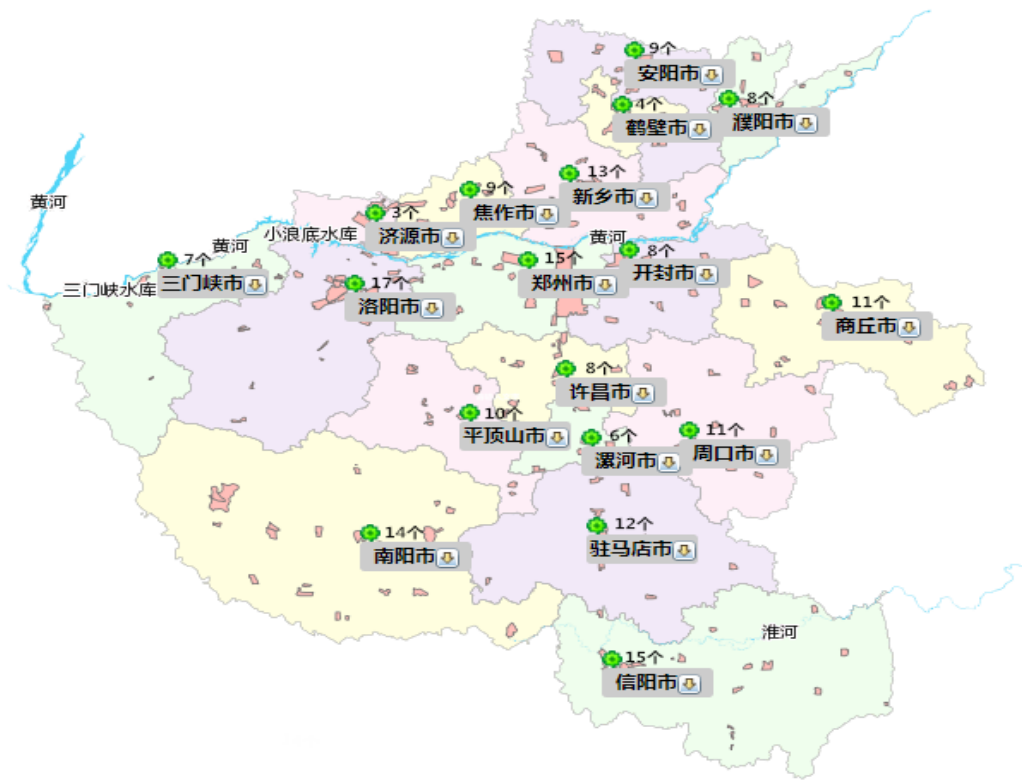 9个
安阳市
8个
濮阳市
4个
鹤壁市
13个
新乡市
9个
焦作市
黄河
3个
济源市
小浪底水库
黄河
黄河
8个
开封市
7个
三门峡市
三门峡水库
15个
郑州市
17个
洛阳市
11个
商丘市
8个
许昌市
10个
平顶山市
6个
漯河市
11个
周口市
14个
南阳市
12个
驻马店市
淮河
15个
信阳市